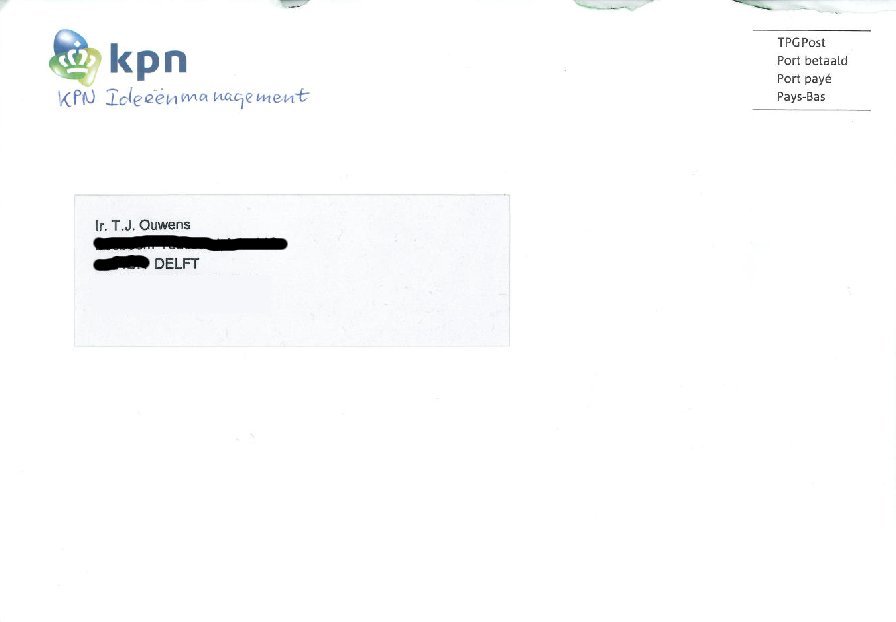 kpn
KPN Ideeënmanagement
TPGPost
Port betaald
Port payé
Pays-Bas
Ir. T.J. Ouwens
DELFT